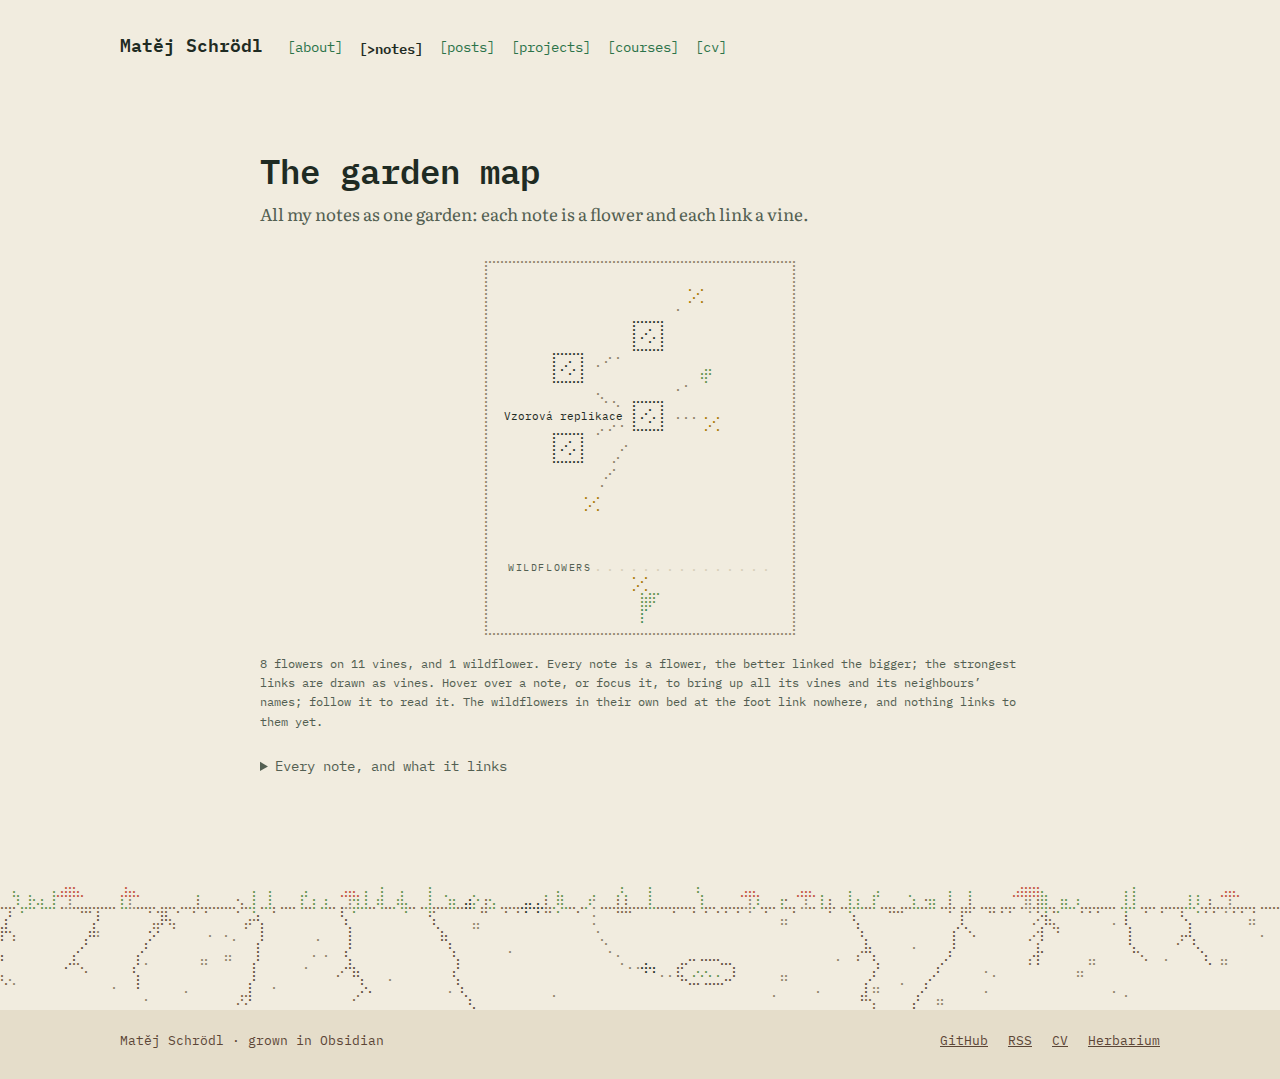 Matěj Schrödl [about] [>notes] [posts] [projects] [courses] [cv]
The garden map
All my notes as one garden: each note is a flower and each link a vine.
Vzorová replikace
WILDFLOWERS
8 flowers on 11 vines, and 1 wildflower. Every note is a flower, the better linked the bigger; the strongest
links are drawn as vines. Hover over a note, or focus it, to bring up all its vines and its neighbours’
names; follow it to read it. The wildflowers in their own bed at the foot link nowhere, and nothing links to
them yet.
▶ Every note, and what it links
Matěj Schrödl · grown in Obsidian GitHub RSS CV Herbarium